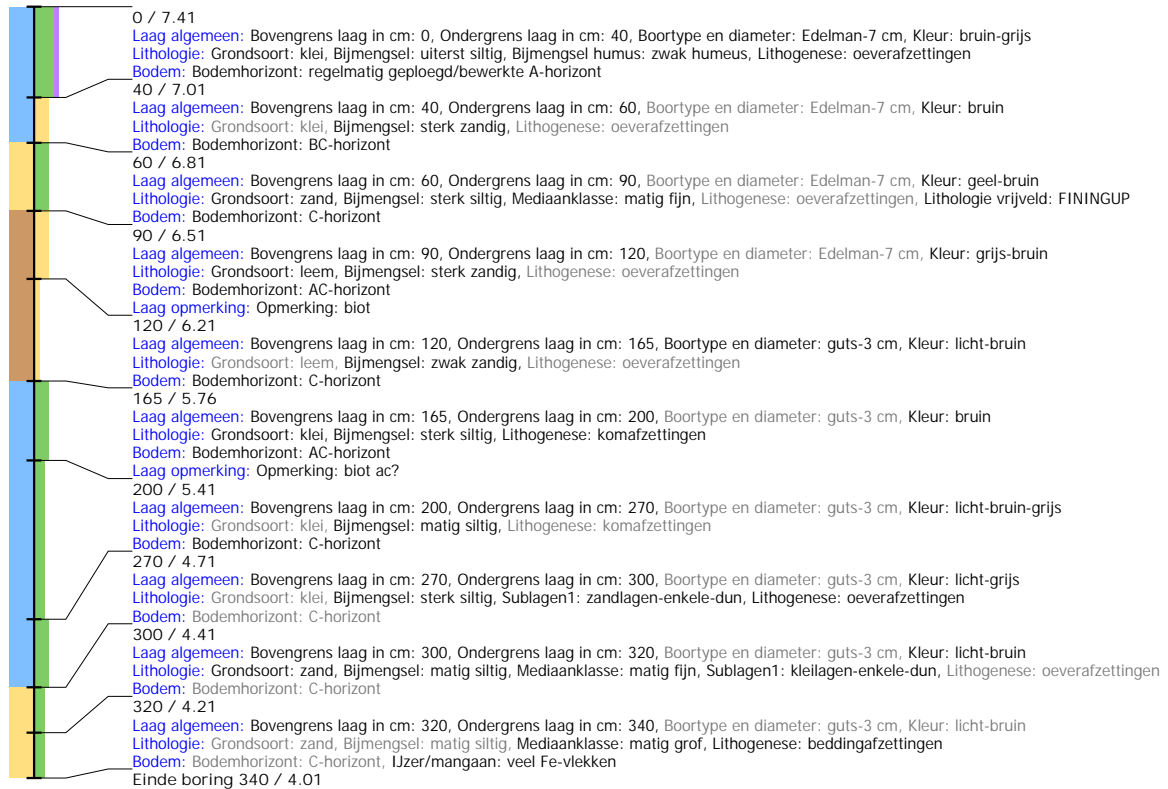 0 / 7.41
Laag algemeen: Bovengrens laag in cm: 0, Ondergrens laag in cm: 40, Boortype en diameter: Edelman-7 cm, Kleur: bruin-grijs
Lithologie: Grondsoort: klei, Bijmengsel: uiterst siltig, Bijmengsel humus: zwak humeus, Lithogenese: oeverafzettingen
Bodem: Bodemhorizont: regelmatig geploegd/bewerkte A-horizont
40 / 7.01
Laag algemeen: Bovengrens laag in cm: 40, Ondergrens laag in cm: 60, Boortype en diameter: Edelman-7 cm, Kleur: bruin
Lithologie: Grondsoort: klei, Bijmengsel: sterk zandig, Lithogenese: oeverafzettingen
Bodem: Bodemhorizont: BC-horizont
60 / 6.81
Laag algemeen: Bovengrens laag in cm: 60, Ondergrens laag in cm: 90, Boortype en diameter: Edelman-7 cm, Kleur: geel-bruin
Lithologie: Grondsoort: zand, Bijmengsel: sterk siltig, Mediaanklasse: matig fijn, Lithogenese: oeverafzettingen, Lithologie vrijveld: FININGUP
Bodem: Bodemhorizont: C-horizont
90 / 6.51
Laag algemeen: Bovengrens laag in cm: 90, Ondergrens laag in cm: 120, Boortype en diameter: Edelman-7 cm, Kleur: grijs-bruin
Lithologie: Grondsoort: leem, Bijmengsel: sterk zandig, Lithogenese: oeverafzettingen
Bodem: Bodemhorizont: AC-horizont
Laag opmerking: Opmerking: biot
120 / 6.21
Laag algemeen: Bovengrens laag in cm: 120, Ondergrens laag in cm: 165, Boortype en diameter: guts-3 cm, Kleur: licht-bruin
Lithologie: Grondsoort: leem, Bijmengsel: zwak zandig, Lithogenese: oeverafzettingen
Bodem: Bodemhorizont: C-horizont
165 / 5.76
Laag algemeen: Bovengrens laag in cm: 165, Ondergrens laag in cm: 200, Boortype en diameter: guts-3 cm, Kleur: bruin
Lithologie: Grondsoort: klei, Bijmengsel: sterk siltig, Lithogenese: komafzettingen
Bodem: Bodemhorizont: AC-horizont
Laag opmerking: Opmerking: biot ac?
200 / 5.41
Laag algemeen: Bovengrens laag in cm: 200, Ondergrens laag in cm: 270, Boortype en diameter: guts-3 cm, Kleur: licht-bruin-grijs
Lithologie: Grondsoort: klei, Bijmengsel: matig siltig, Lithogenese: komafzettingen
Bodem: Bodemhorizont: C-horizont
270 / 4.71
Laag algemeen: Bovengrens laag in cm: 270, Ondergrens laag in cm: 300, Boortype en diameter: guts-3 cm, Kleur: licht-grijs
Lithologie: Grondsoort: klei, Bijmengsel: sterk siltig, Sublagen1: zandlagen-enkele-dun, Lithogenese: oeverafzettingen
Bodem: Bodemhorizont: C-horizont
300 / 4.41
Laag algemeen: Bovengrens laag in cm: 300, Ondergrens laag in cm: 320, Boortype en diameter: guts-3 cm, Kleur: licht-bruin
Lithologie: Grondsoort: zand, Bijmengsel: matig siltig, Mediaanklasse: matig fijn, Sublagen1: kleilagen-enkele-dun, Lithogenese: oeverafzettingen
Bodem: Bodemhorizont: C-horizont
320 / 4.21
Laag algemeen: Bovengrens laag in cm: 320, Ondergrens laag in cm: 340, Boortype en diameter: guts-3 cm, Kleur: licht-bruin
Lithologie: Grondsoort: zand, Bijmengsel: matig siltig, Mediaanklasse: matig grof, Lithogenese: beddingafzettingen
Bodem: Bodemhorizont: C-horizont, IJzer/mangaan: veel Fe-vlekken
Einde boring 340 / 4.01